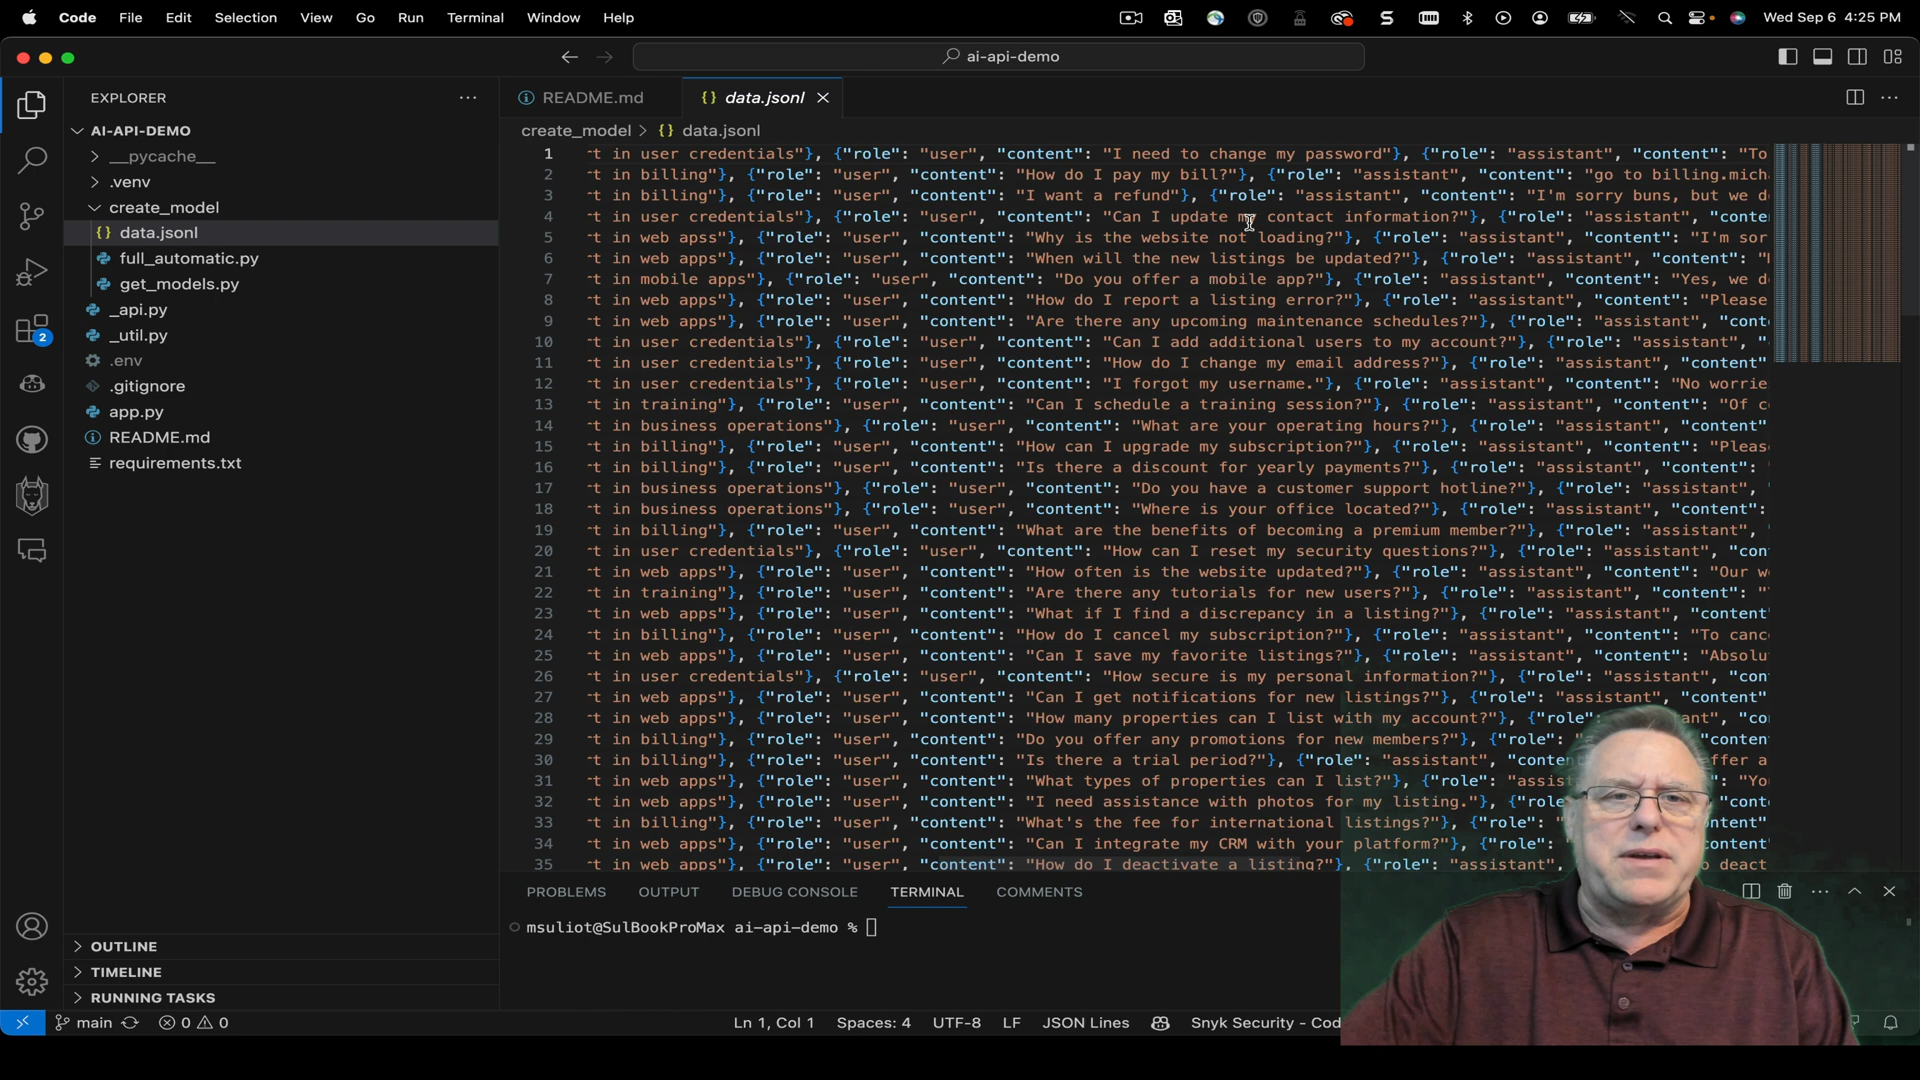 Code File Edit Selection View Go Run Terminal Window Help Wed Sep 6 4:25 PM
ai-api-demo
EXPLORER
README.md
data.jsonl
create_model > data.jsonl
AI-API-DEMO
__pycache__
.venv
create_model
data.jsonl
full_automatic.py
get_models.py
_api.py
_util.py
.env
.gitignore
app.py
README.md
requirements.txt
2
1 t in user credentials"}, {"role": "user", "content": "I need to change my password"}, {"role": "assistant", "content": "To
2 t in billing"}, {"role": "user", "content": "How do I pay my bill?"}, {"role": "assistant", "content": "go to billing.mich
3 t in billing"}, {"role": "user", "content": "I want a refund"}, {"role": "assistant", "content": "I'm sorry buns, but we d
4 t in user credentials"}, {"role": "user", "content": "Can I update my contact information?"}, {"role": "assistant", "conte
5 t in web apss"}, {"role": "user", "content": "Why is the website not loading?"}, {"role": "assistant", "content": "I'm sor
6 t in web apps"}, {"role": "user", "content": "When will the new listings be updated?"}, {"role": "assistant", "content":
7 t in mobile apps"}, {"role": "user", "content": "Do you offer a mobile app?"}, {"role": "assistant", "content": "Yes, we d
8 t in web apps"}, {"role": "user", "content": "How do I report a listing error?"}, {"role": "assistant", "content": "Please
9 t in web apps"}, {"role": "user", "content": "Are there any upcoming maintenance schedules?"}, {"role": "assistant", "cont
10 t in user credentials"}, {"role": "user", "content": "Can I add additional users to my account?"}, {"role": "assistant", "
11 t in user credentials"}, {"role": "user", "content": "How do I change my email address?"}, {"role": "assistant", "content"
12 t in user credentials"}, {"role": "user", "content": "I forgot my username."}, {"role": "assistant", "content": "No worrie
13 t in training"}, {"role": "user", "content": "Can I schedule a training session?"}, {"role": "assistant", "content": "Of c
14 t in business operations"}, {"role": "user", "content": "What are your operating hours?"}, {"role": "assistant", "content"
15 t in billing"}, {"role": "user", "content": "How can I upgrade my subscription?"}, {"role": "assistant", "content": "Pleas
16 t in billing"}, {"role": "user", "content": "Is there a discount for yearly payments?"}, {"role": "assistant", "content":
17 t in business operations"}, {"role": "user", "content": "Do you have a customer support hotline?"}, {"role": "assistant",
18 t in business operations"}, {"role": "user", "content": "Where is your office located?"}, {"role": "assistant", "content":
19 t in billing"}, {"role": "user", "content": "What are the benefits of becoming a premium member?"}, {"role": "assistant",
20 t in user credentials"}, {"role": "user", "content": "How can I reset my security questions?"}, {"role": "assistant", "con
21 t in web apps"}, {"role": "user", "content": "How often is the website updated?"}, {"role": "assistant", "content": "Our w
22 t in training"}, {"role": "user", "content": "Are there any tutorials for new users?"}, {"role": "assistant", "content": "
23 t in web apps"}, {"role": "user", "content": "What if I find a discrepancy in a listing?"}, {"role": "assistant", "content
24 t in billing"}, {"role": "user", "content": "How do I cancel my subscription?"}, {"role": "assistant", "content": "To canc
25 t in web apps"}, {"role": "user", "content": "Can I save my favorite listings?"}, {"role": "assistant", "content": "Absolu
26 t in user credentials"}, {"role": "user", "content": "How secure is my personal information?"}, {"role": "assistant", "con
27 t in web apps"}, {"role": "user", "content": "Can I get notifications for new listings?"}, {"role": "assistant", "content"
28 t in web apps"}, {"role": "user", "content": "How many properties can I list with my account?"}, {"role": tant", "con
29 t in billing"}, {"role": "user", "content": "Do you offer any promotions for new members?"}, {"role": "content
30 t in billing"}, {"role": "user", "content": "Is there a trial period?"}, {"role": "assistant", "conten offer a
31 t in web apps"}, {"role": "user", "content": "What types of properties can I list?"}, {"role": "assis "Yo
32 t in web apps"}, {"role": "user", "content": "I need assistance with photos for my listing."}, {"role conten
33 t in billing"}, {"role": "user", "content": "What's the fee for international listings?"}, {"role": content
34 t in web apps"}, {"role": "user", "content": "Can I integrate my CRM with your platform?"}, {"role": content
35 t in web apps"}, {"role": "user", "content": "How do I deactivate a listing?"}, {"role": "assistant", deact
PROBLEMS OUTPUT DEBUG CONSOLE TERMINAL COMMENTS
msuliot@SulBookProMax ai-api-demo %
OUTLINE
TIMELINE
RUNNING TASKS
main 0 0 Ln 1, Col 1 Spaces: 4 UTF-8 LF JSON Lines Snyk Security - Cod